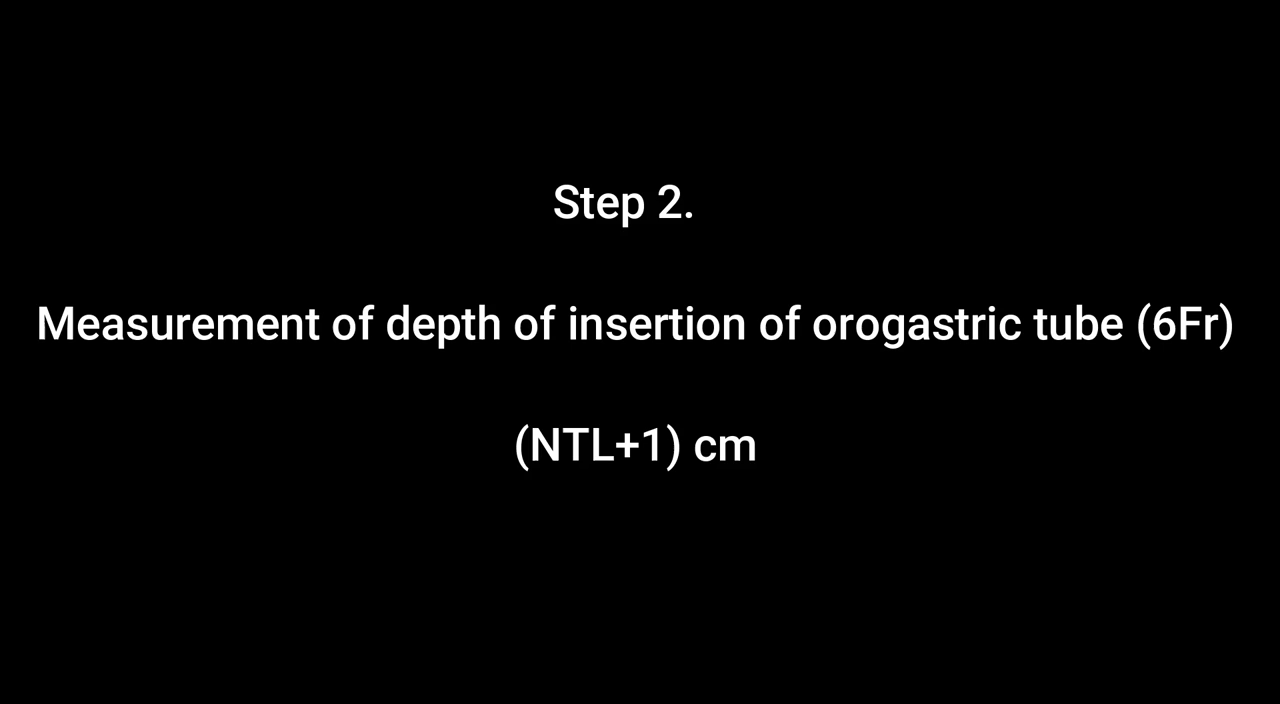 Step 2.
Measurement of depth of insertion of orogastric tube (6Fr)
(NTL+1) cm